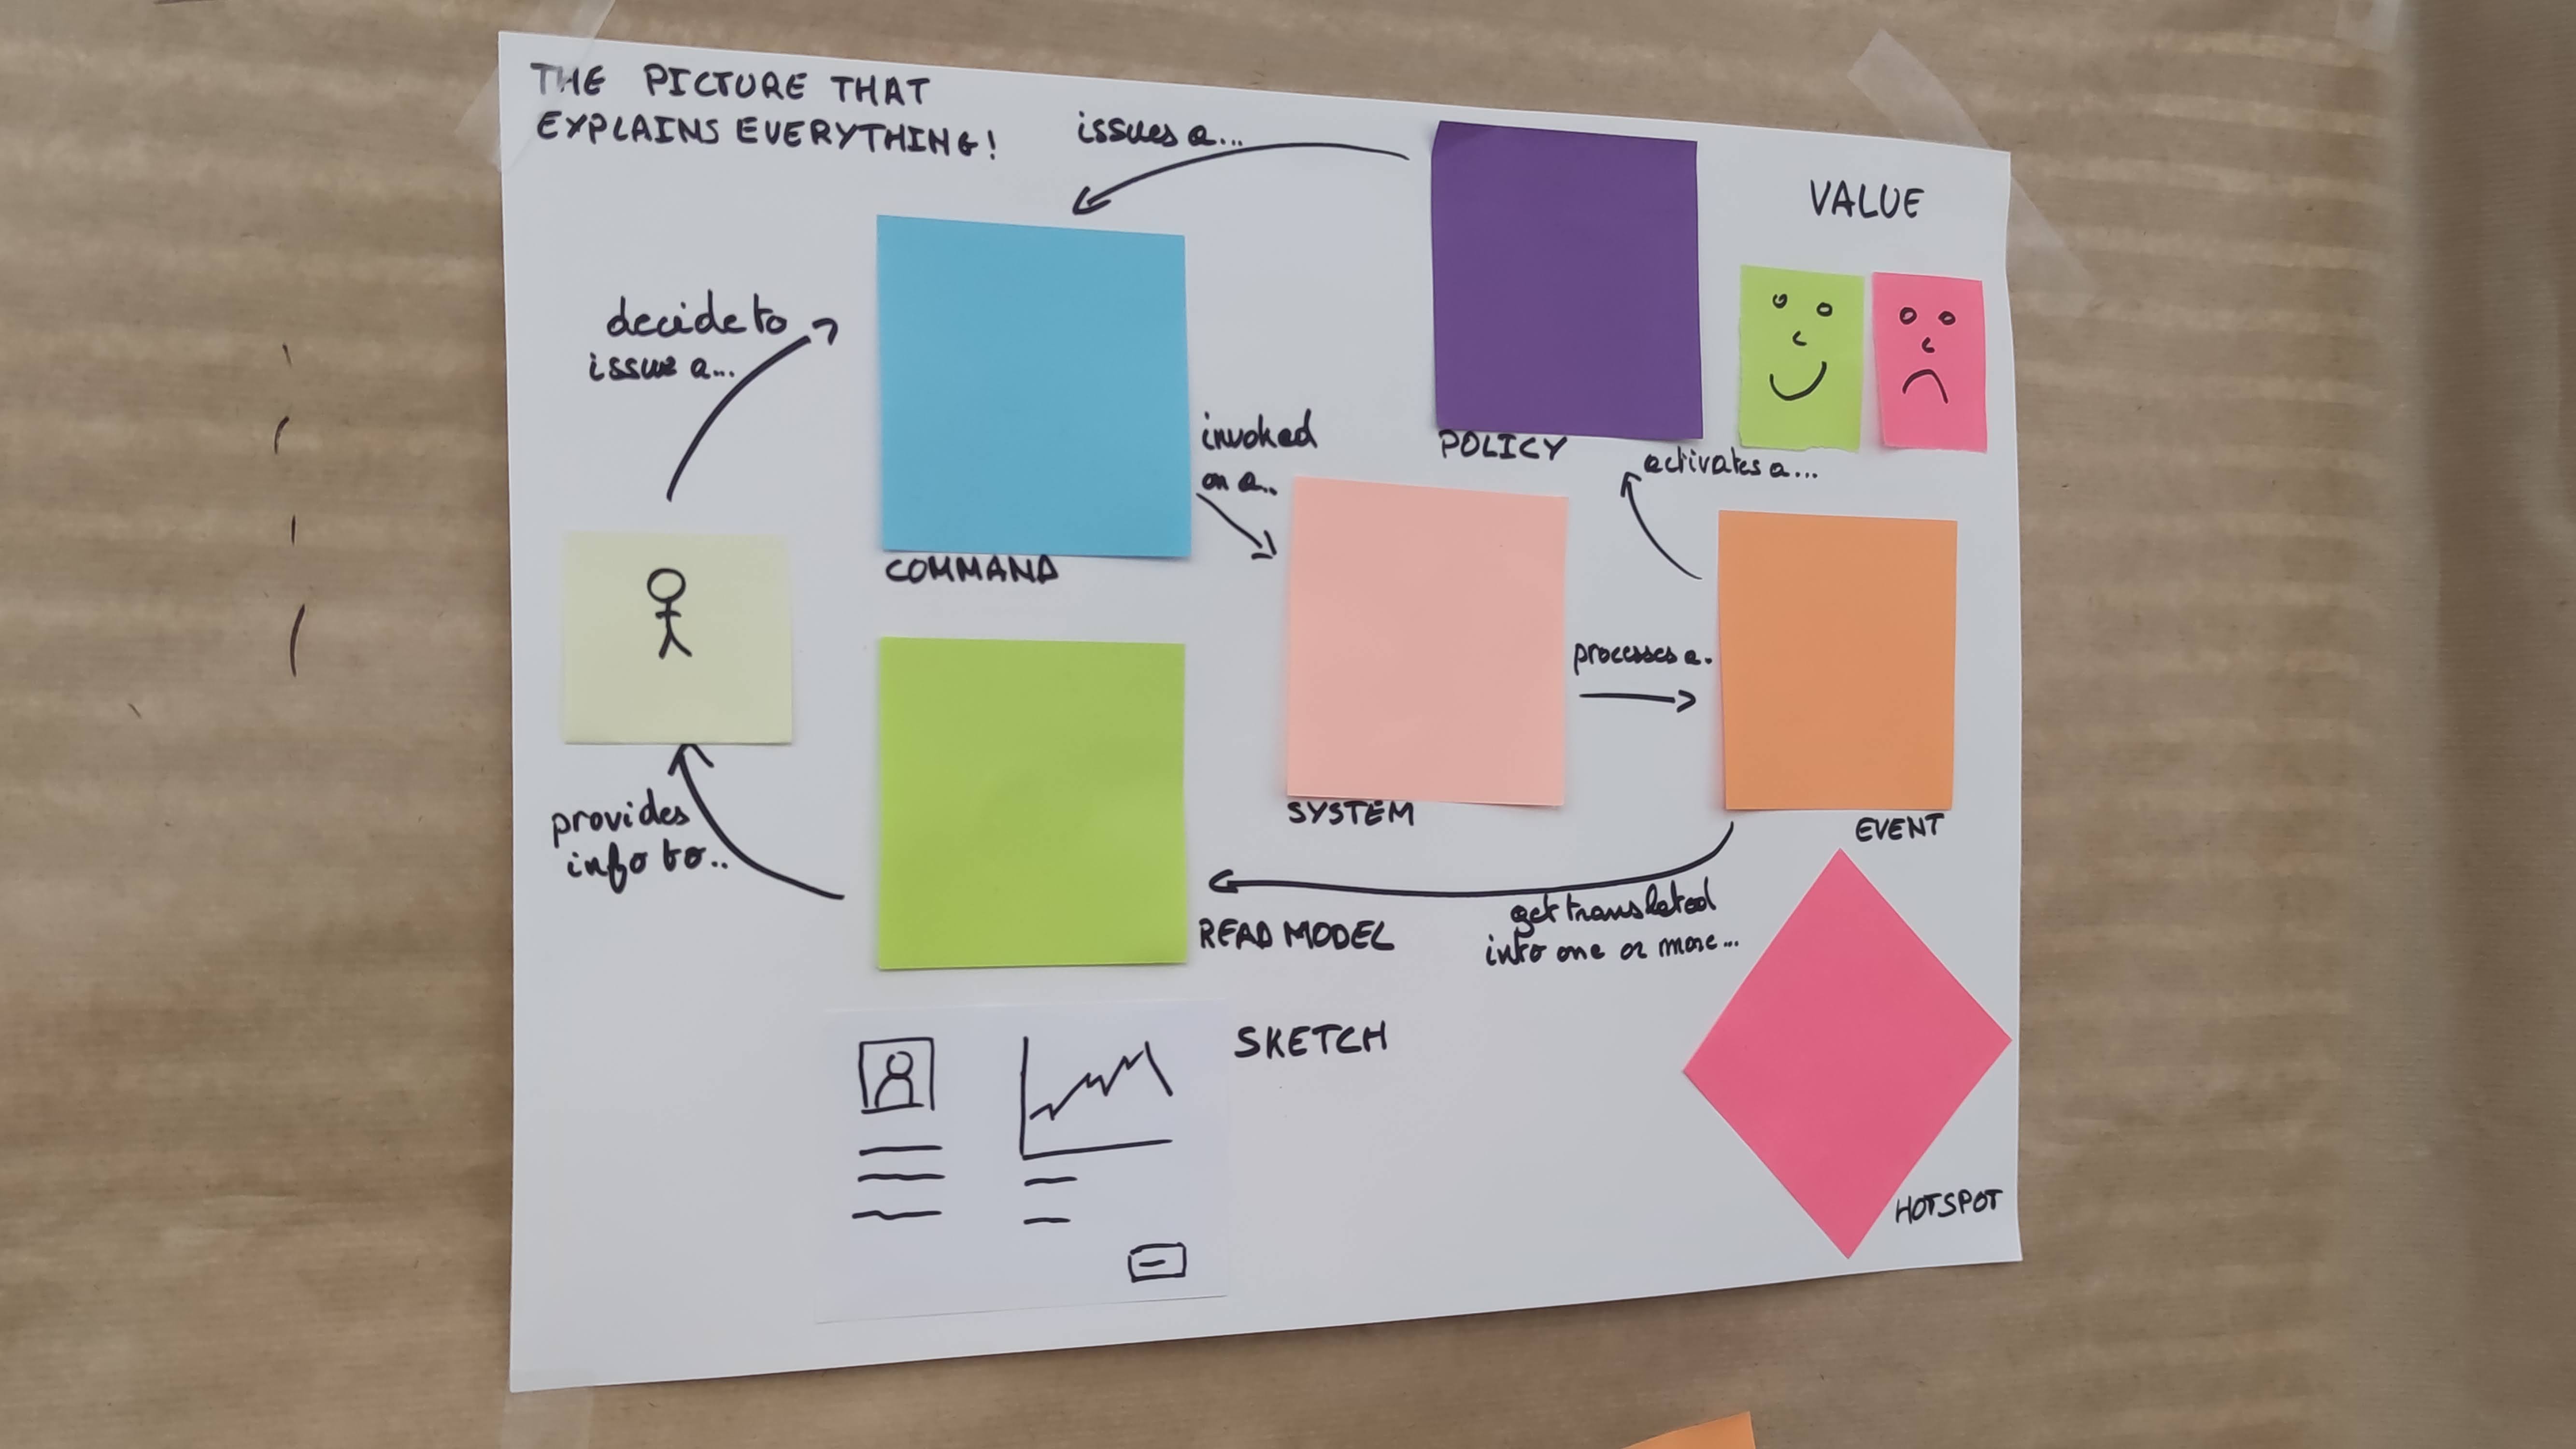 THE PICTURE THAT
EXPLAINS EVERYTHING!
issues a...
VALUE
decide to
issue a...
invoked
on a..
POLICY
activates a...
COMMAND
processes a.
provides
info to..
SYSTEM
EVENT
get translated
into one or more...
READ MODEL
SKETCH
HOTSPOT